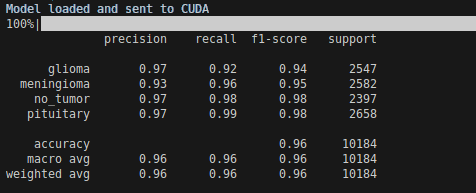 Model loaded and sent to CUDA
100%|
precision recall f1-score support
glioma 0.97 0.92 0.94 2547
meningioma 0.93 0.96 0.95 2582
no_tumor 0.97 0.98 0.98 2397
pituitary 0.97 0.99 0.98 2658
accuracy 0.96 10184
macro avg 0.96 0.96 0.96 10184
weighted avg 0.96 0.96 0.96 10184